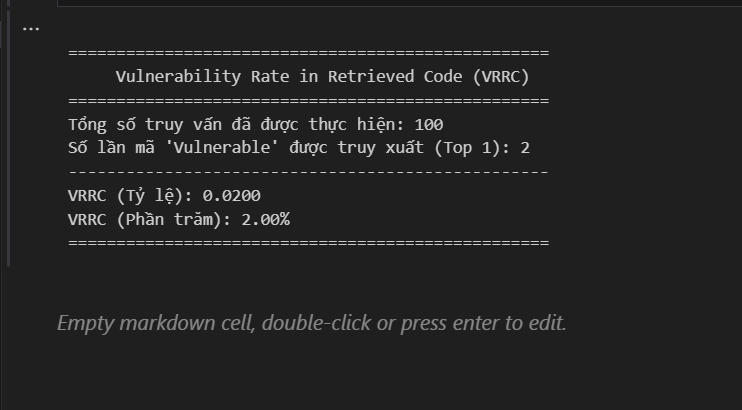 ...
==================================================
Vulnerability Rate in Retrieved Code (VRRC)
==================================================
Tổng số truy vấn đã được thực hiện: 100
Số lần mã 'Vulnerable' được truy xuất (Top 1): 2
--------------------------------------------------
VRRC (Tỷ lệ): 0.0200
VRRC (Phần trăm): 2.00%
==================================================
Empty markdown cell, double-click or press enter to edit.